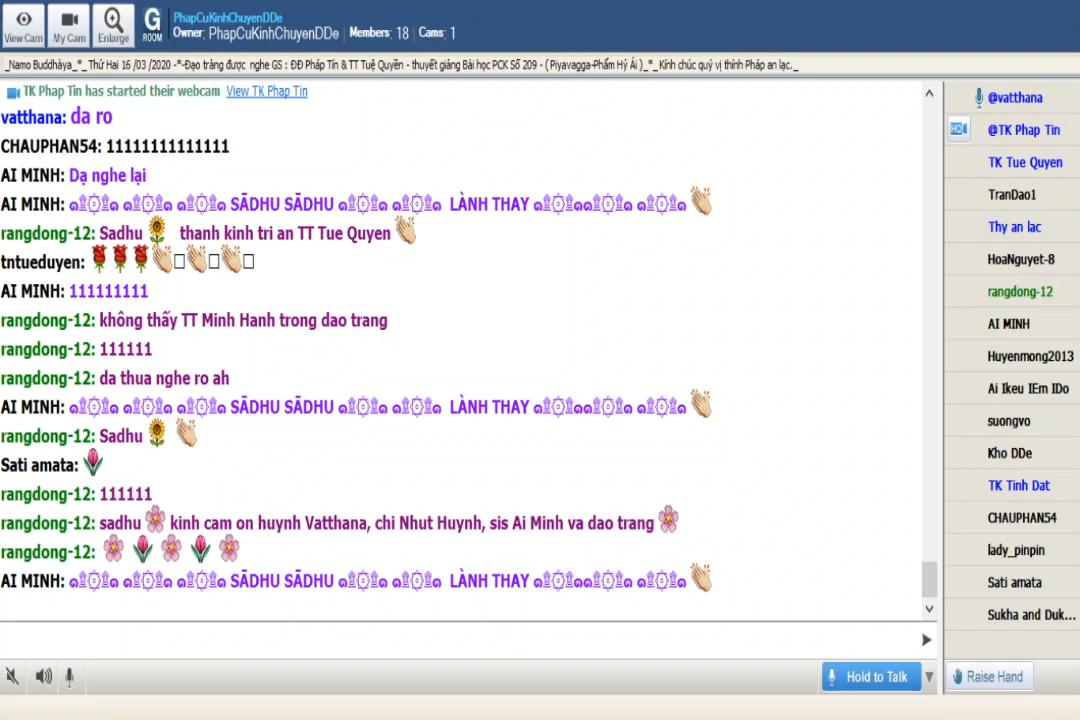 PhapCuKinhChuyenDDe
View Cam
My Cam
Enlarge
G ROOM
Owner: PhapCuKinhChuyenDDe | Members: 18 | Cams: 1
_Namo Buddhàya_*_ Thứ Hai 16 /03 /2020 -*-Đạo tràng được nghe GS : ĐĐ Pháp Tín & TT Tuệ Quyền - thuyết giảng Bài học PCK Số 209 - ( Piyavagga-Phẩm Hỷ Ái )_*_ Kính chúc quý vị thính Pháp an lạc._
TK Phap Tin has started their webcam View TK Phap Tin
vatthana: da ro
CHAUPHAN54: 11111111111111
AI MINH: Dạ nghe lại
AI MINH: SĀDHU SĀDHU LÀNH THAY
rangdong-12: Sadhu 🌻 thanh kinh tri an TT Tue Quyen 👏
tntueduyen: 🌹🌹🌹👏□👏□👏□
AI MINH: 111111111
rangdong-12: không thấy TT Minh Hanh trong dao trang
rangdong-12: 111111
rangdong-12: da thua nghe ro ah
AI MINH: SĀDHU SĀDHU LÀNH THAY
rangdong-12: Sadhu 🌻 👏
Sati amata: 🌷
rangdong-12: 111111
rangdong-12: sadhu 🌸 kinh cam on huynh Vatthana, chi Nhut Huynh, sis Ai Minh va dao trang 🌸
rangdong-12: 🌸 🌷 🌸 🌷 🌸
AI MINH: SĀDHU SĀDHU LÀNH THAY
@vatthana
HD
@TK Phap Tin
TK Tue Quyen
TranDao1
Thy an lac
HoaNguyet-8
rangdong-12
AI MINH
Huyenmong2013
Ai Ikeu IEm IDo
suongvo
Kho DDe
TK Tinh Dat
CHAUPHAN54
lady_pinpin
Sati amata
Sukha and Duk...
Hold to Talk
Raise Hand